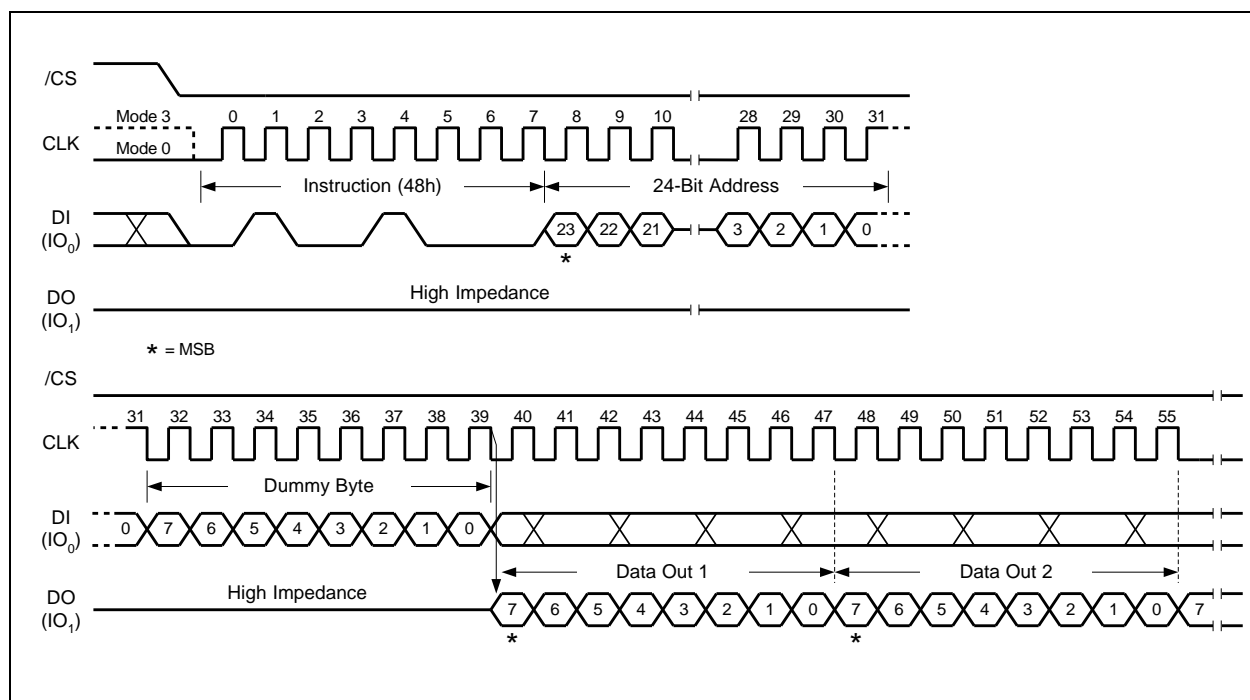 /CS
Mode 3 0 1 2 3 4 5 6 7 8 9 10 28 29 30 31
CLK
Mode 0
Instruction (48h) 24-Bit Address
DI
(IO0) 23 22 21 3 2 1 0
*
High Impedance
DO
(IO1)
* = MSB
/CS
31 32 33 34 35 36 37 38 39 40 41 42 43 44 45 46 47 48 49 50 51 52 53 54 55
CLK
Dummy Byte
DI
(IO0) 0 7 6 5 4 3 2 1 0
Data Out 1 Data Out 2
High Impedance
DO
(IO1) 7 6 5 4 3 2 1 0 7 6 5 4 3 2 1 0 7
* *